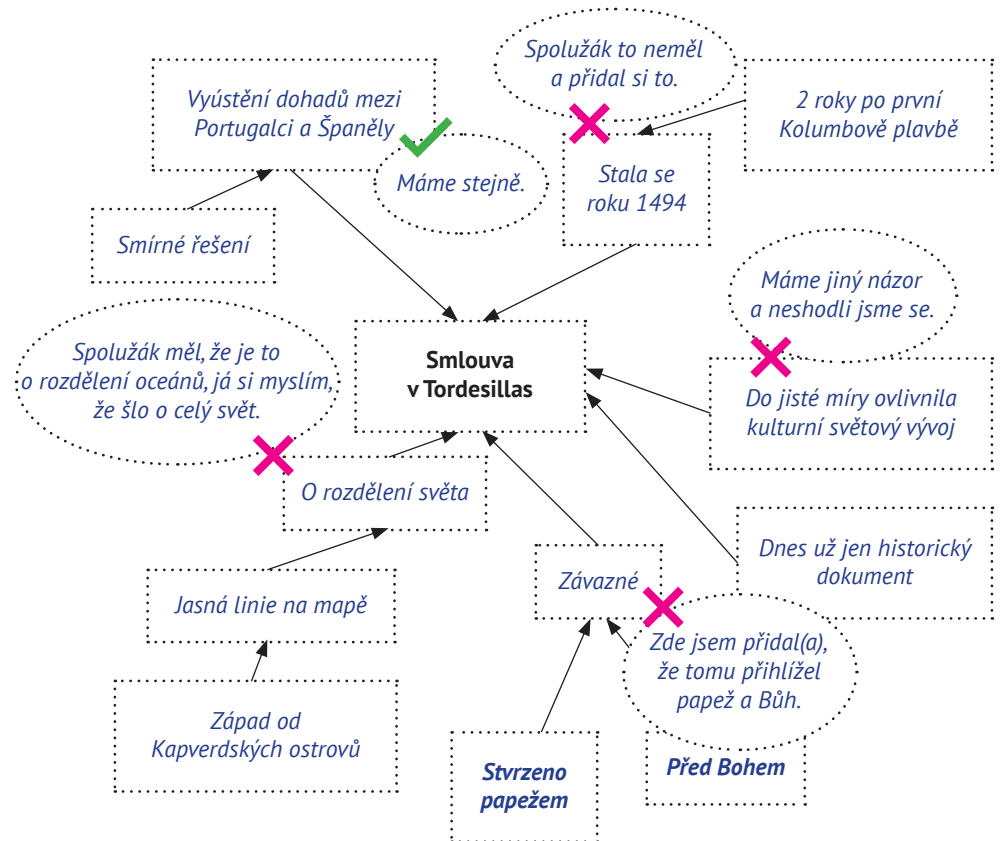 Spolužák to neměl
a přidal si to.
Vyústění dohadů mezi
Portugalci a Španěly
2 roky po první
Kolumbově plavbě
Máme stejně.
Stala se
roku 1494
Smírné řešení
Máme jiný názor
a neshodli jsme se.
Spolužák měl, že je to
o rozdělení oceánů, já si myslím,
že šlo o celý svět.
Smlouva
v Tordesillas
Do jisté míry ovlivnila
kulturní světový vývoj
O rozdělení světa
Dnes už jen historický
dokument
Závazné
Jasná linie na mapě
Zde jsem přidal(a),
že tomu přihlížel
papež a Bůh.
Západ od
Kapverdských ostrovů
Stvrzeno
papežem
Před Bohem